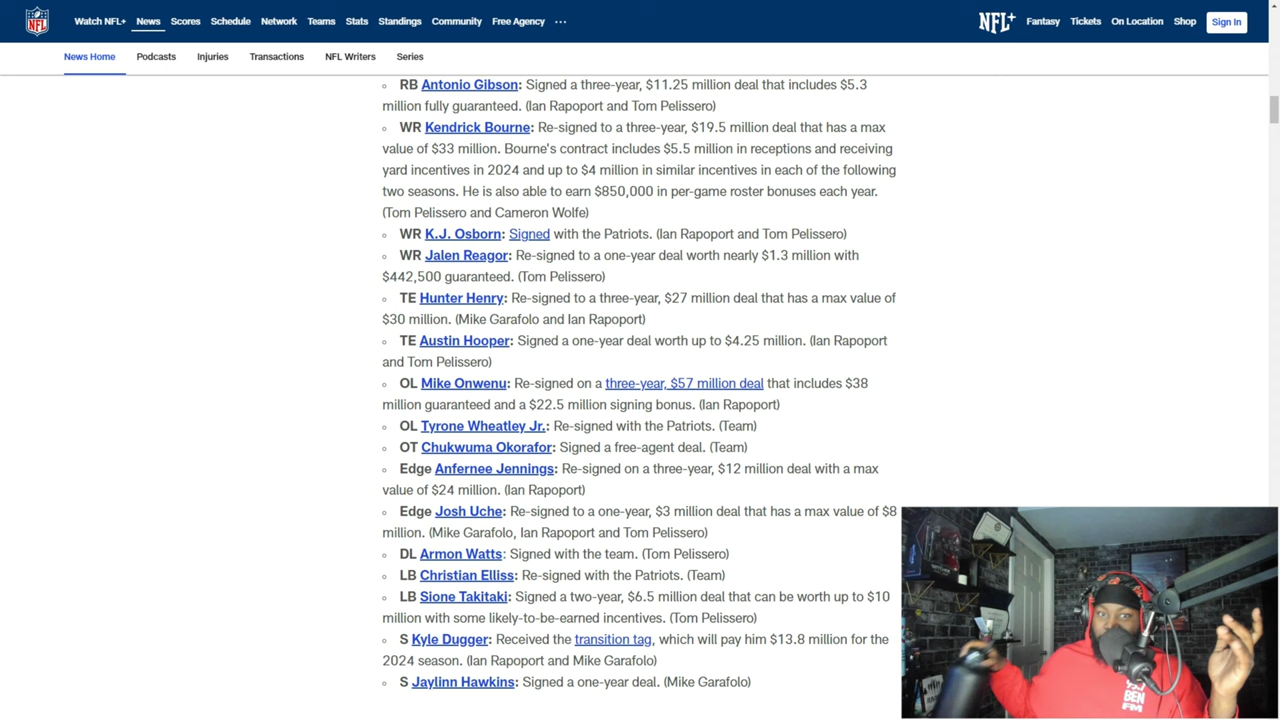 NFL
Watch NFL+ News Scores Schedule Network Teams Stats Standings Community Free Agency ...
NFL+ Fantasy Tickets On Location Shop Sign In
News Home Podcasts Injuries Transactions NFL Writers Series
RB Antonio Gibson: Signed a three-year, $11.25 million deal that includes $5.3
million fully guaranteed. (Ian Rapoport and Tom Pelissero)
WR Kendrick Bourne: Re-signed to a three-year, $19.5 million deal that has a max
value of $33 million. Bourne's contract includes $5.5 million in receptions and receiving
yard incentives in 2024 and up to $4 million in similar incentives in each of the following
two seasons. He is also able to earn $850,000 in per-game roster bonuses each year.
(Tom Pelissero and Cameron Wolfe)
WR K.J. Osborn: Signed with the Patriots. (Ian Rapoport and Tom Pelissero)
WR Jalen Reagor: Re-signed to a one-year deal worth nearly $1.3 million with
$442,500 guaranteed. (Tom Pelissero)
TE Hunter Henry: Re-signed to a three-year, $27 million deal that has a max value of
$30 million. (Mike Garafolo and Ian Rapoport)
TE Austin Hooper: Signed a one-year deal worth up to $4.25 million. (Ian Rapoport
and Tom Pelissero)
OL Mike Onwenu: Re-signed on a three-year, $57 million deal that includes $38
million guaranteed and a $22.5 million signing bonus. (Ian Rapoport)
OL Tyrone Wheatley Jr.: Re-signed with the Patriots. (Team)
OT Chukwuma Okorafor: Signed a free-agent deal. (Team)
Edge Anfernee Jennings: Re-signed on a three-year, $12 million deal with a max
value of $24 million. (Ian Rapoport)
Edge Josh Uche: Re-signed to a one-year, $3 million deal that has a max value of $8
million. (Mike Garafolo, Ian Rapoport and Tom Pelissero)
DL Armon Watts: Signed with the team. (Tom Pelissero)
LB Christian Elliss: Re-signed with the Patriots. (Team)
LB Sione Takitaki: Signed a two-year, $6.5 million deal that can be worth up to $10
million with some likely-to-be-earned incentives. (Tom Pelissero)
S Kyle Dugger: Received the transition tag, which will pay him $13.8 million for the
2024 season. (Ian Rapoport and Mike Garafolo)
S Jaylinn Hawkins: Signed a one-year deal. (Mike Garafolo)
BEN
FM